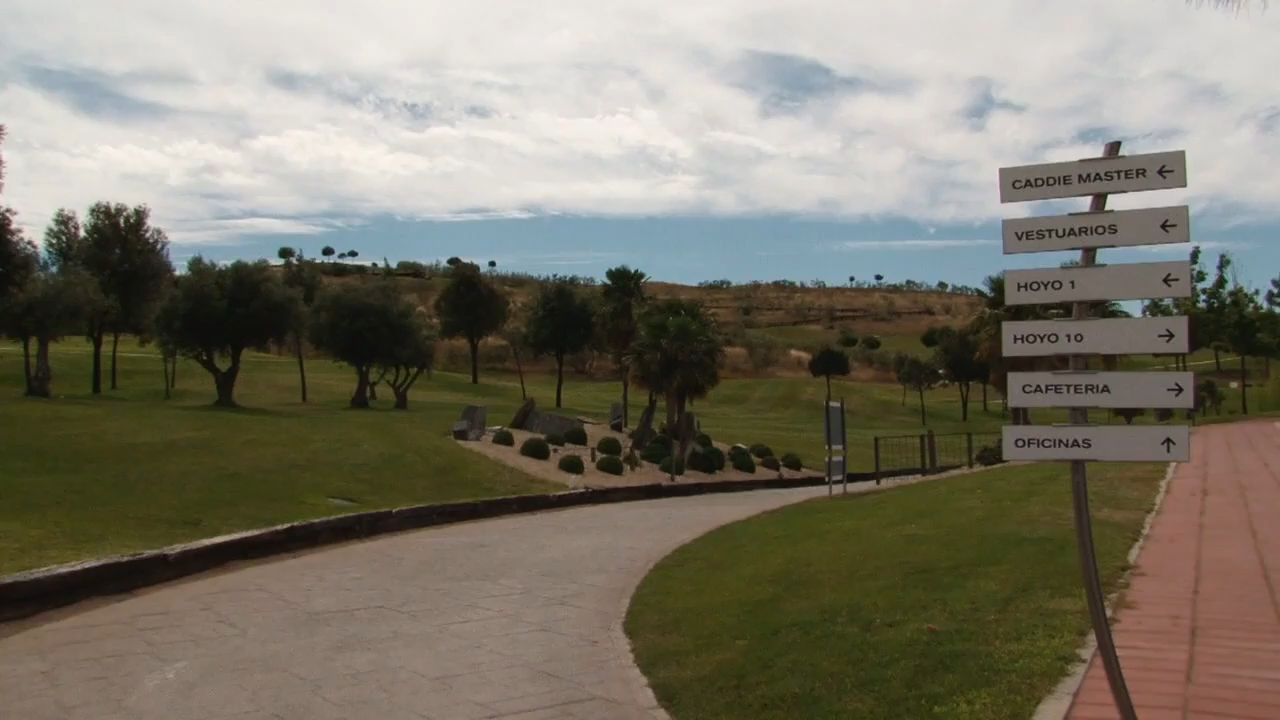 CADDIE MASTER ←
VESTUARIOS ←
HOYO 1 ←
HOYO 10 →
CAFETERIA →
OFICINAS ↑